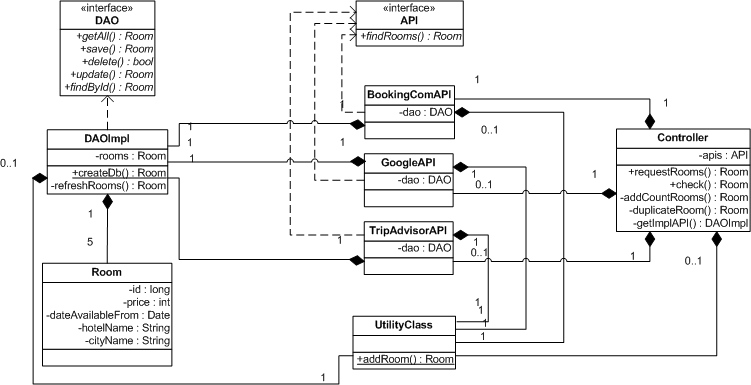 «interface»
DAO
+getAll() : Room
+save() : Room
+delete() : bool
+update() : Room
+findById() : Room
«interface»
API
+findRooms() : Room
BookingComAPI
-dao : DAO
1
1
0..1
1
1
1
DAOImpl
-rooms : Room
+createDb() : Room
-refreshRooms() : Room
0..1
1
5
1
GoogleAPI
-dao : DAO
1
0..1
1
Controller
-apis : API
+requestRooms() : Room
+check() : Room
-addCountRooms() : Room
-duplicateRoom() : Room
-getImplAPI() : DAOImpl
1
TripAdvisorAPI
-dao : DAO
1
0..1
1
0..1
Room
-id : long
-price : int
-dateAvailableFrom : Date
-hotelName : String
-cityName : String
1
1
1
1
UtilityClass
+addRoom() : Room
1